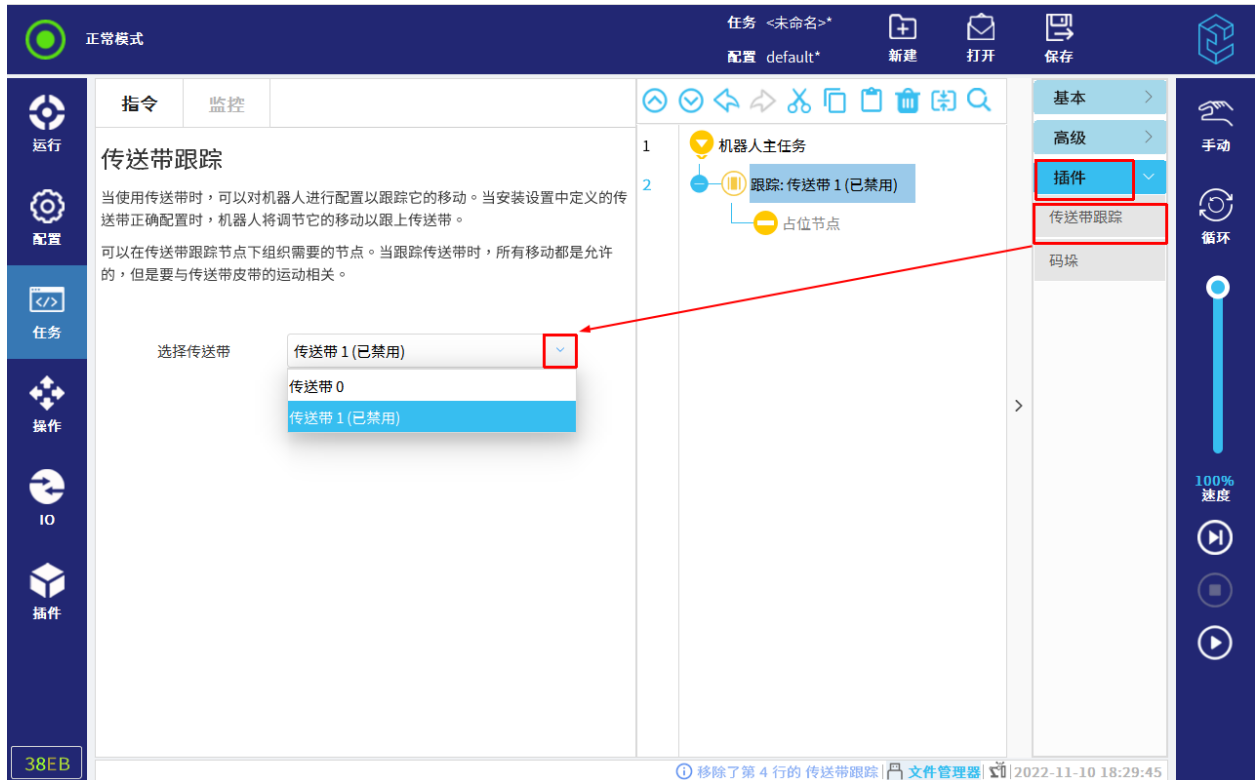 正常模式
任务 <未命名>*
配置 default*
新建
打开
保存
运行
配置
任务
操作
IO
插件
38EB
指令
监控
传送带跟踪
当使用传送带时，可以对机器人进行配置以跟踪它的移动。当安装设置中定义的传
送带正确配置时，机器人将调节它的移动以跟上传送带。
可以在传送带跟踪节点下组织需要的节点。当跟踪传送带时，所有移动都是允许
的，但是要与传送带皮带的运动相关。
选择传送带
传送带 1 (已禁用)
传送带 0
传送带 1 (已禁用)
1 机器人主任务
2 跟踪: 传送带 1 (已禁用)
占位节点
基本
高级
插件
传送带跟踪
码垛
手动
循环
100%
速度
移除了第 4 行的 传送带跟踪 文件管理器 2022-11-10 18:29:45